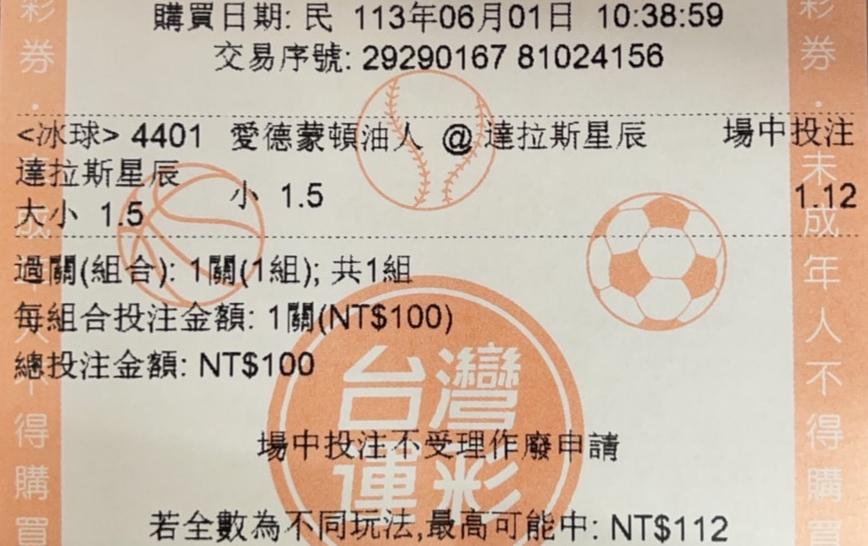 購買日期: 民 113年06月01日 10:38:59
交易序號: 29290167 81024156
<冰球> 4401 愛德蒙頓油人 @ 達拉斯星辰 場中投注
達拉斯星辰
大小 1.5 小 1.5 1.12
過關(組合): 1關(1組); 共1組
每組合投注金額: 1關(NT$100)
總投注金額: NT$100
台灣
運彩
場中投注不受理作廢申請
若全數為不同玩法,最高可能中: NT$112
彩券·
未成年人不得購買